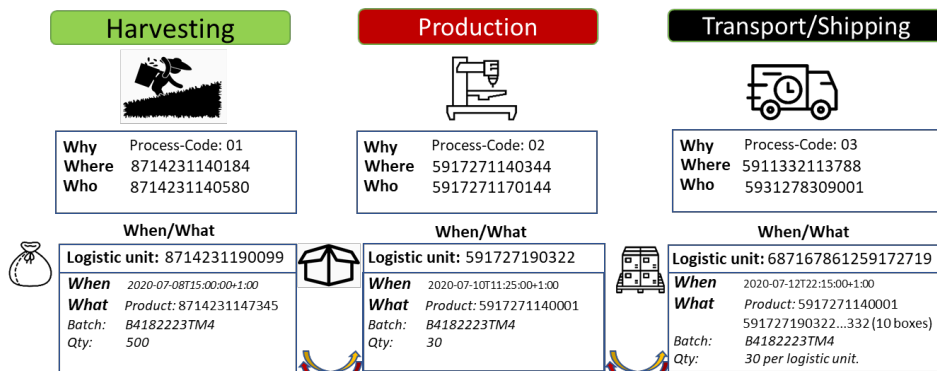 Harvesting
Why Process-Code: 01
Where 8714231140184
Who 8714231140580
When/What
Logistic unit: 8714231190099
When 2020-07-08T15:00:00+1:00
What Product: 8714231147345
Batch: B4182223TM4
Qty: 500
Production
Why Process-Code: 02
Where 5917271140344
Who 5917271170144
When/What
Logistic unit: 591727190322
When 2020-07-10T11:25:00+1:00
What Product: 5917271140001
Batch: B4182223TM4
Qty: 30
Transport/Shipping
Why Process-Code: 03
Where 5911332113788
Who 5931278309001
When/What
Logistic unit: 687167861259172719
When 2020-07-12T22:15:00+1:00
What Product: 5917271140001
591727190322...332 (10 boxes)
Batch: B4182223TM4
Qty: 30 per logistic unit.